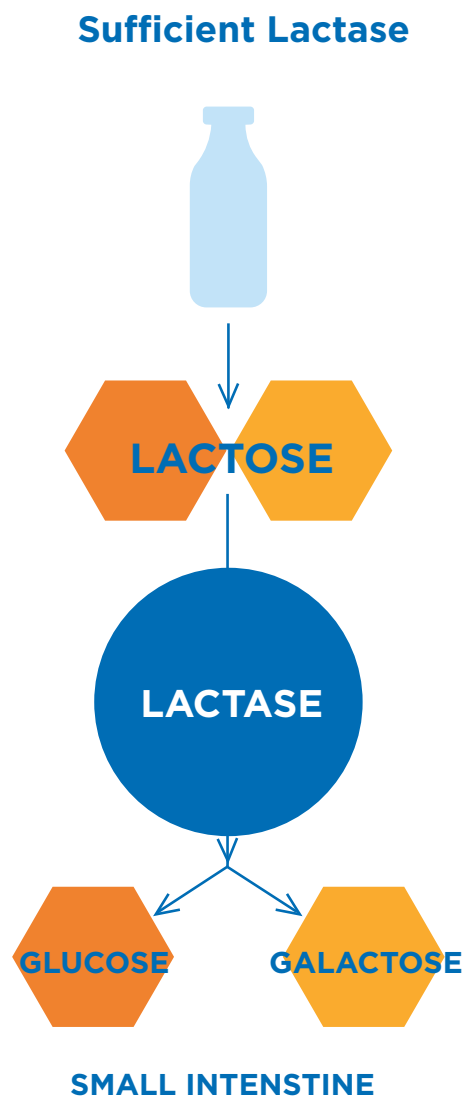 Sufficient Lactase
LACTOSE
LACTASE
GLUCOSE
GALACTOSE
SMALL INTENSTINE